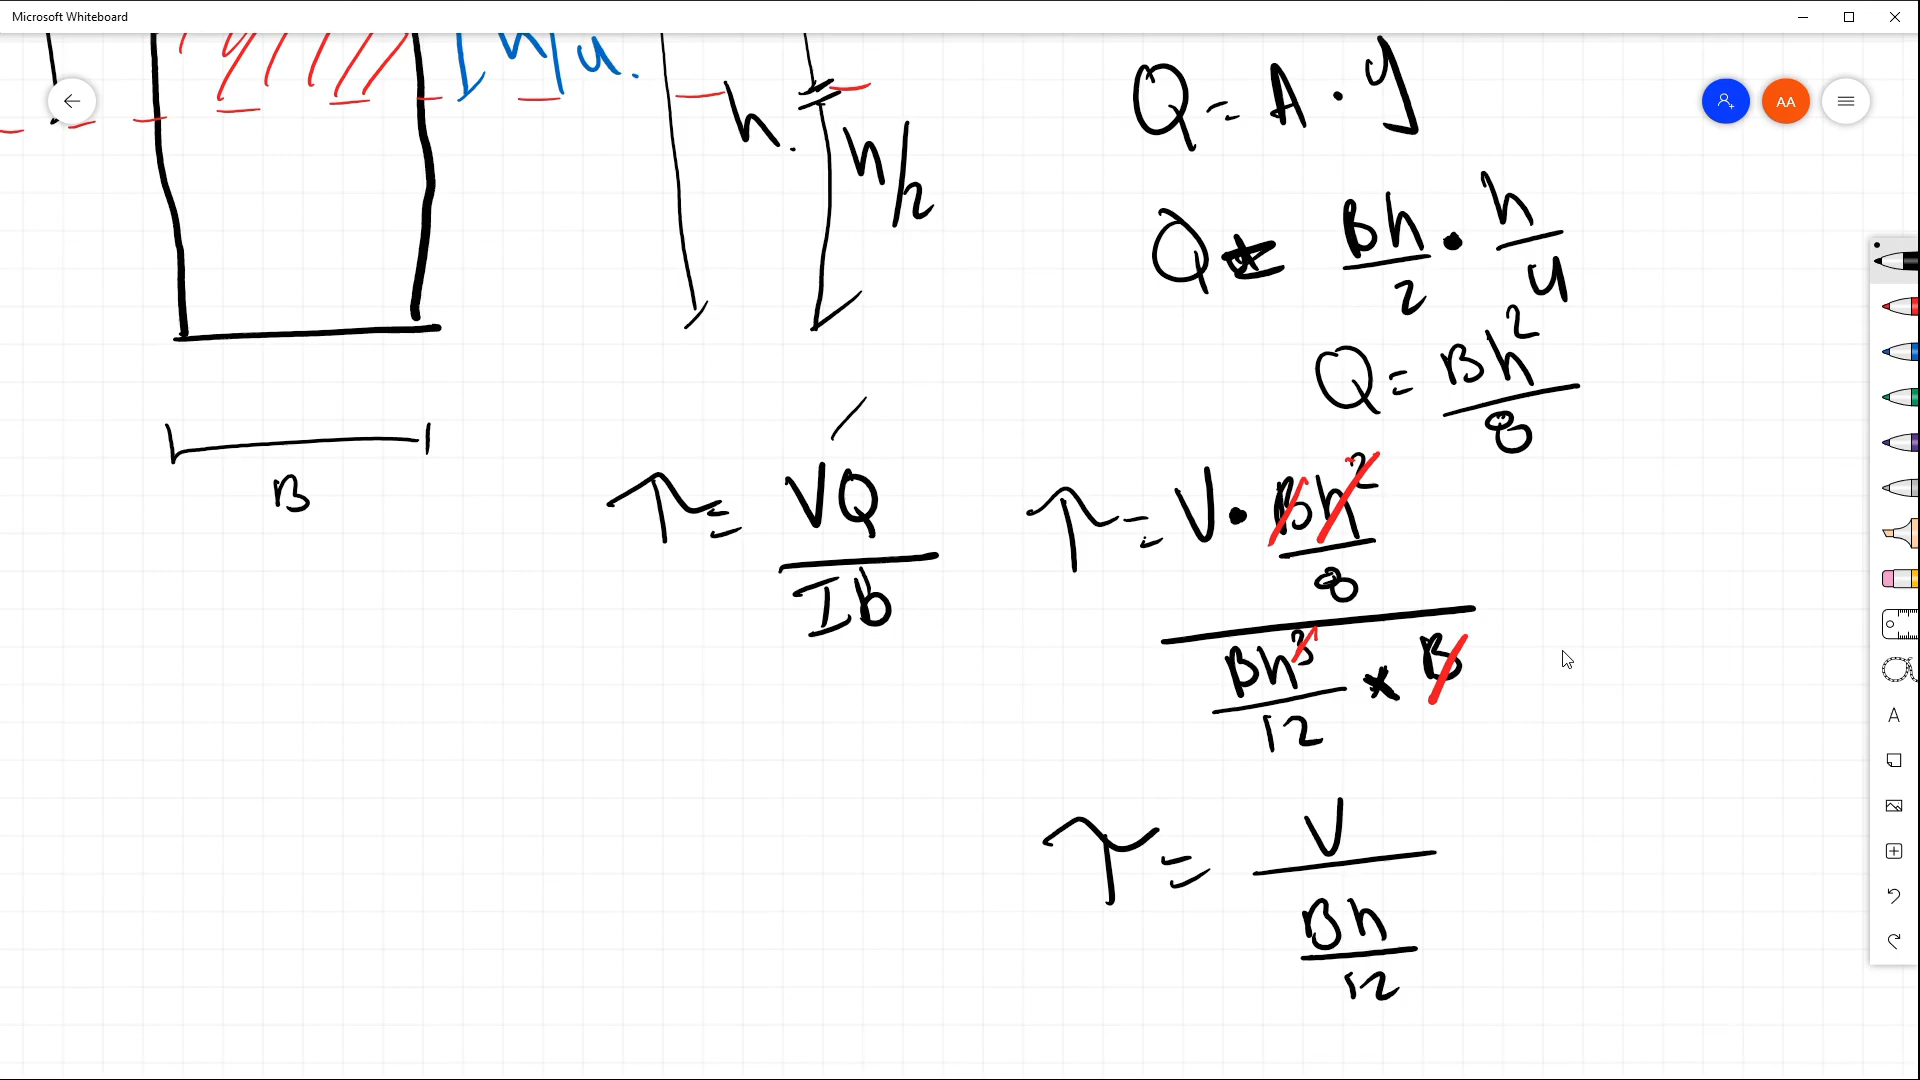 Microsoft Whiteboard
h/4.
h.
h/2
B
Q = A · y
AA
Q = Bh/2 · h/4
Q = Bh²/8
τ = VQ/Ib
τ = V · Bh²/8
Bh³/12 * B
τ = V
Bh/12
A